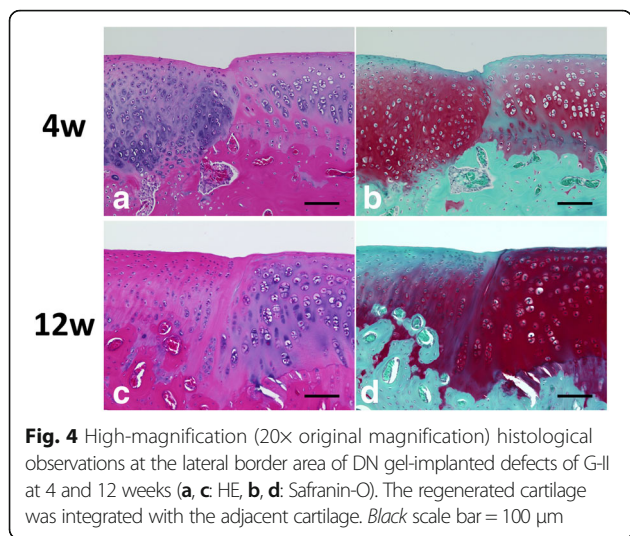 4w
a
b
12w
c
d
Fig. 4 High-magnification (20× original magnification) histological
observations at the lateral border area of DN gel-implanted defects of G-II
at 4 and 12 weeks (a, c: HE, b, d: Safranin-O). The regenerated cartilage
was integrated with the adjacent cartilage. Black scale bar = 100 μm